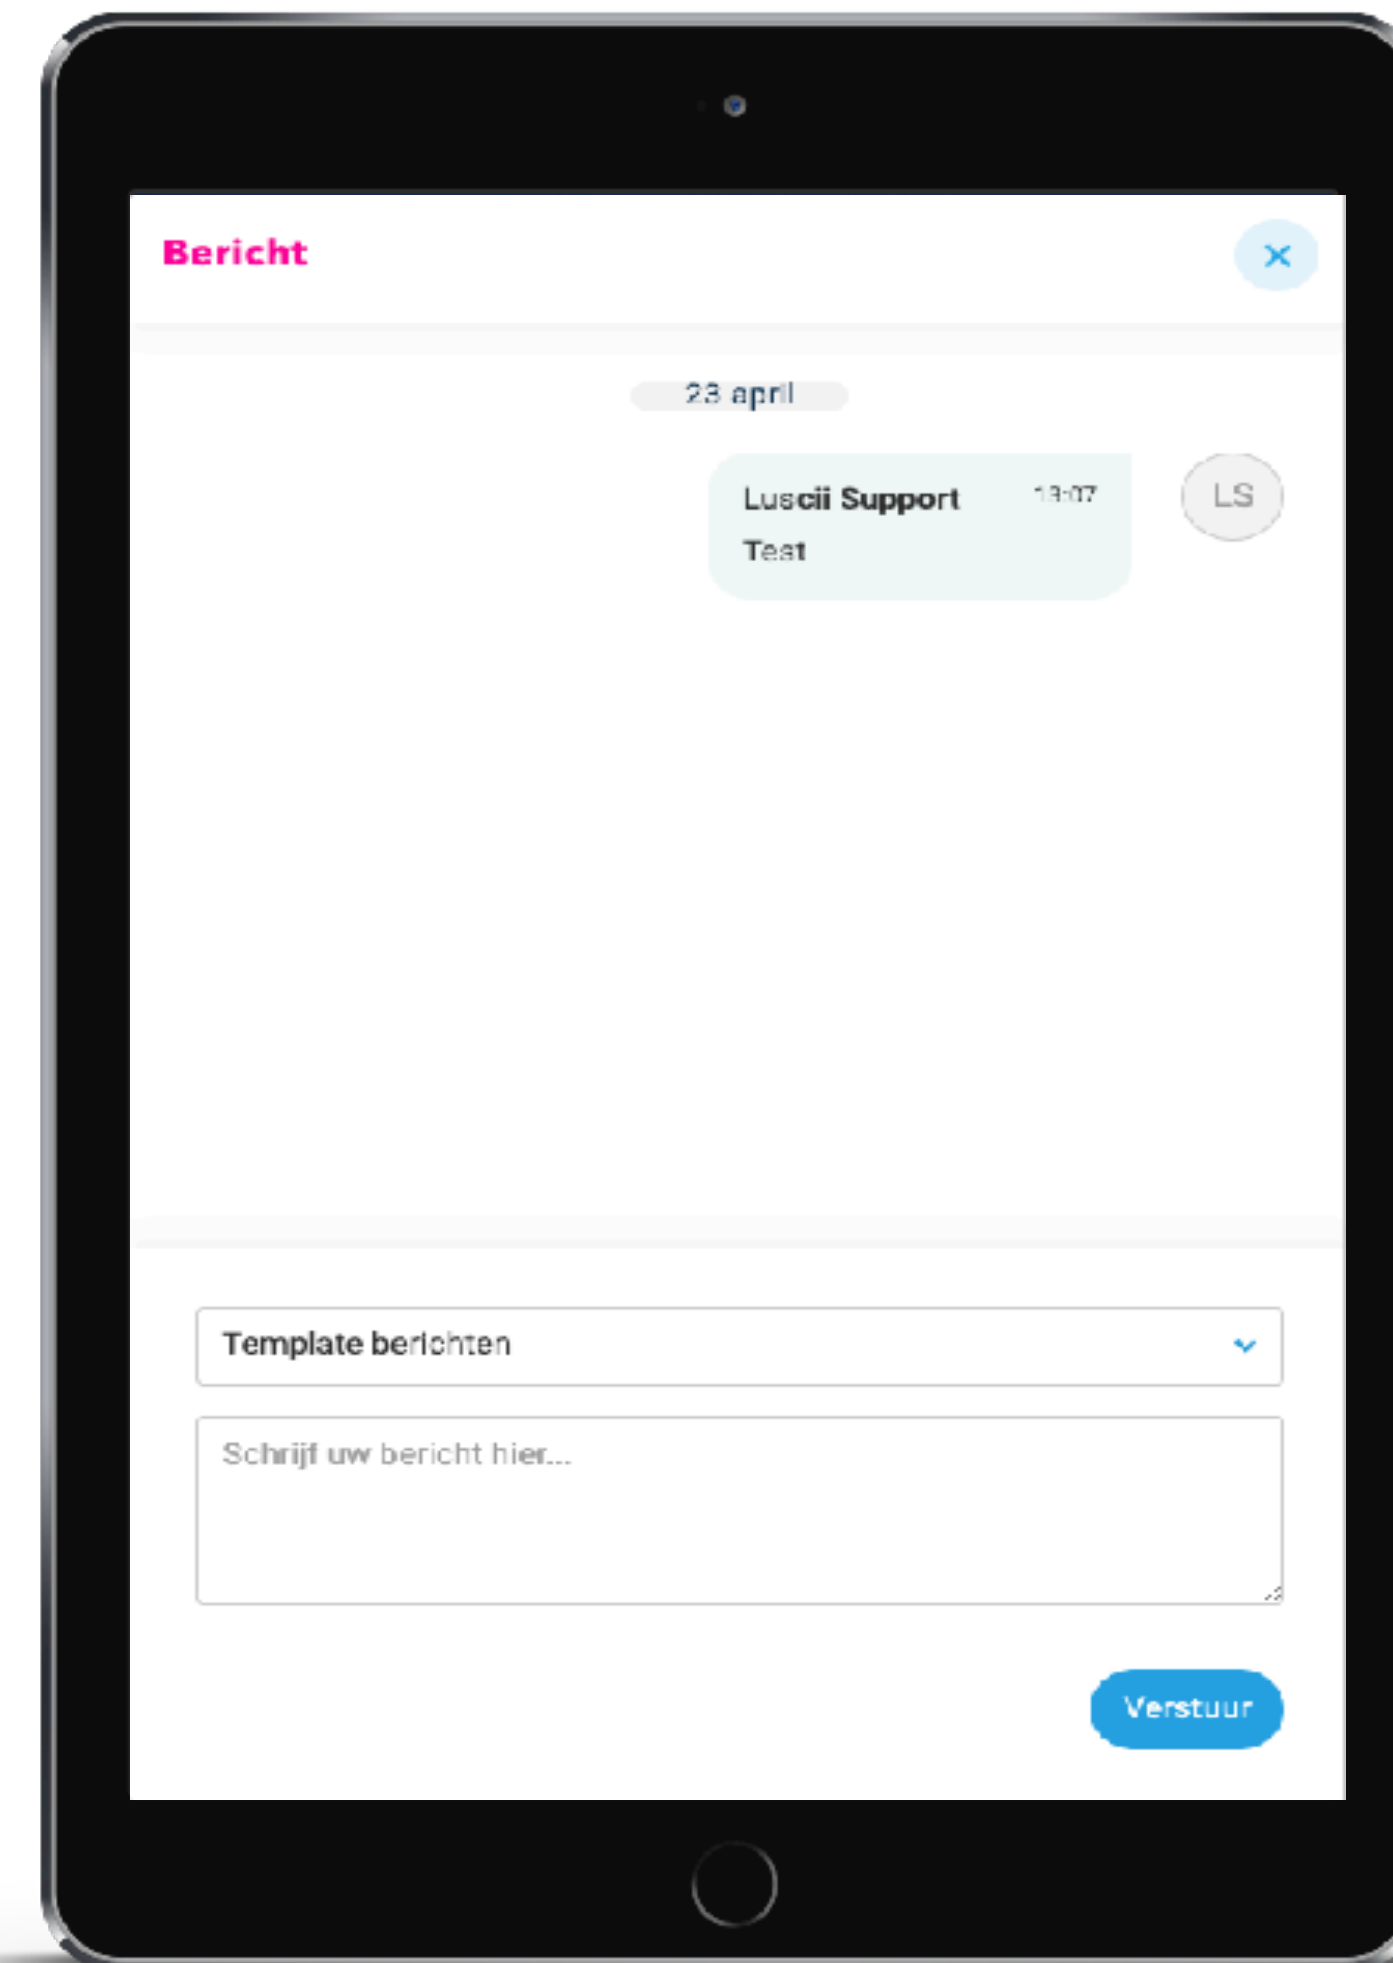 Bericht
23 april
Luscii Support 13:07
LS
Test
Template berichten
Schrijf uw bericht hier...
Verstuur